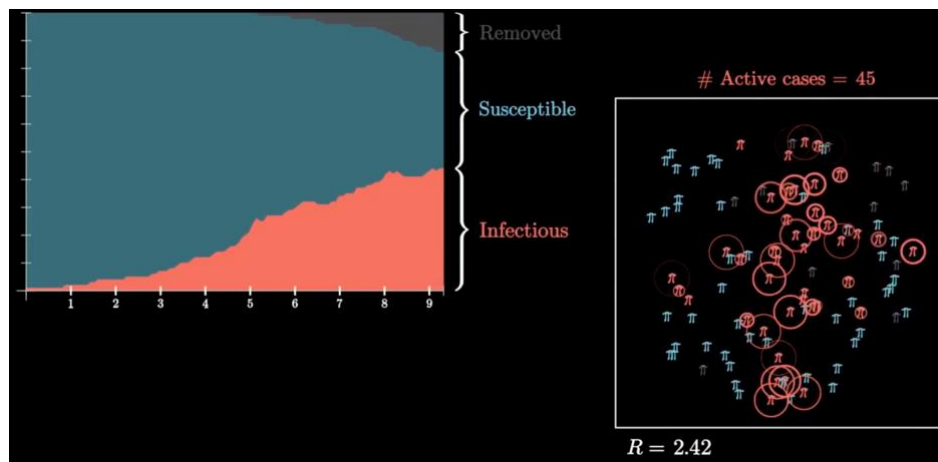 Removed
# Active cases = 45
Susceptible
Infectious
1 2 3 4 5 6 7 8 9
R = 2.42